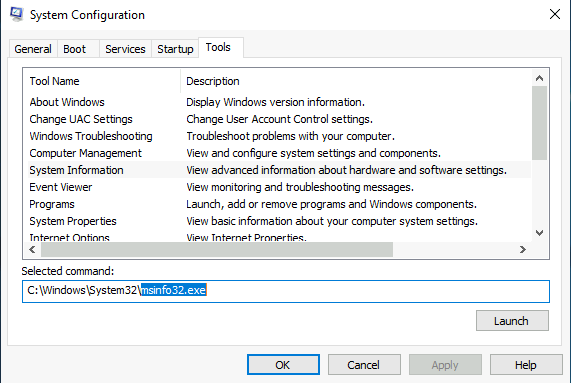 System Configuration
General Boot Services Startup Tools
Tool Name Description
About Windows Display Windows version information.
Change UAC Settings Change User Account Control settings.
Windows Troubleshooting Troubleshoot problems with your computer.
Computer Management View and configure system settings and components.
System Information View advanced information about hardware and software settings.
Event Viewer View monitoring and troubleshooting messages.
Programs Launch, add or remove programs and Windows components.
System Properties View basic information about your computer system settings.
Internet Options View Internet Properties.
Selected command:
C:\Windows\System32\msinfo32.exe
Launch
OK Cancel Apply Help